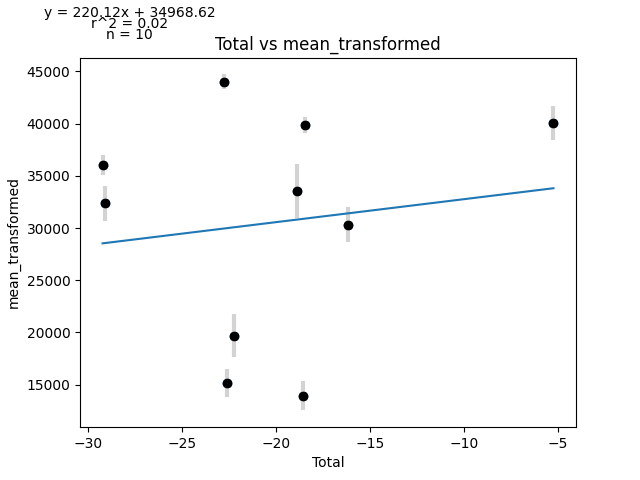 y = 220.12x + 34968.62
r^2 = 0.02
n = 10
Total vs mean_transformed
mean_transformed
45000
40000
35000
30000
25000
20000
15000
−30
−25
−20
−15
−10
−5
Total